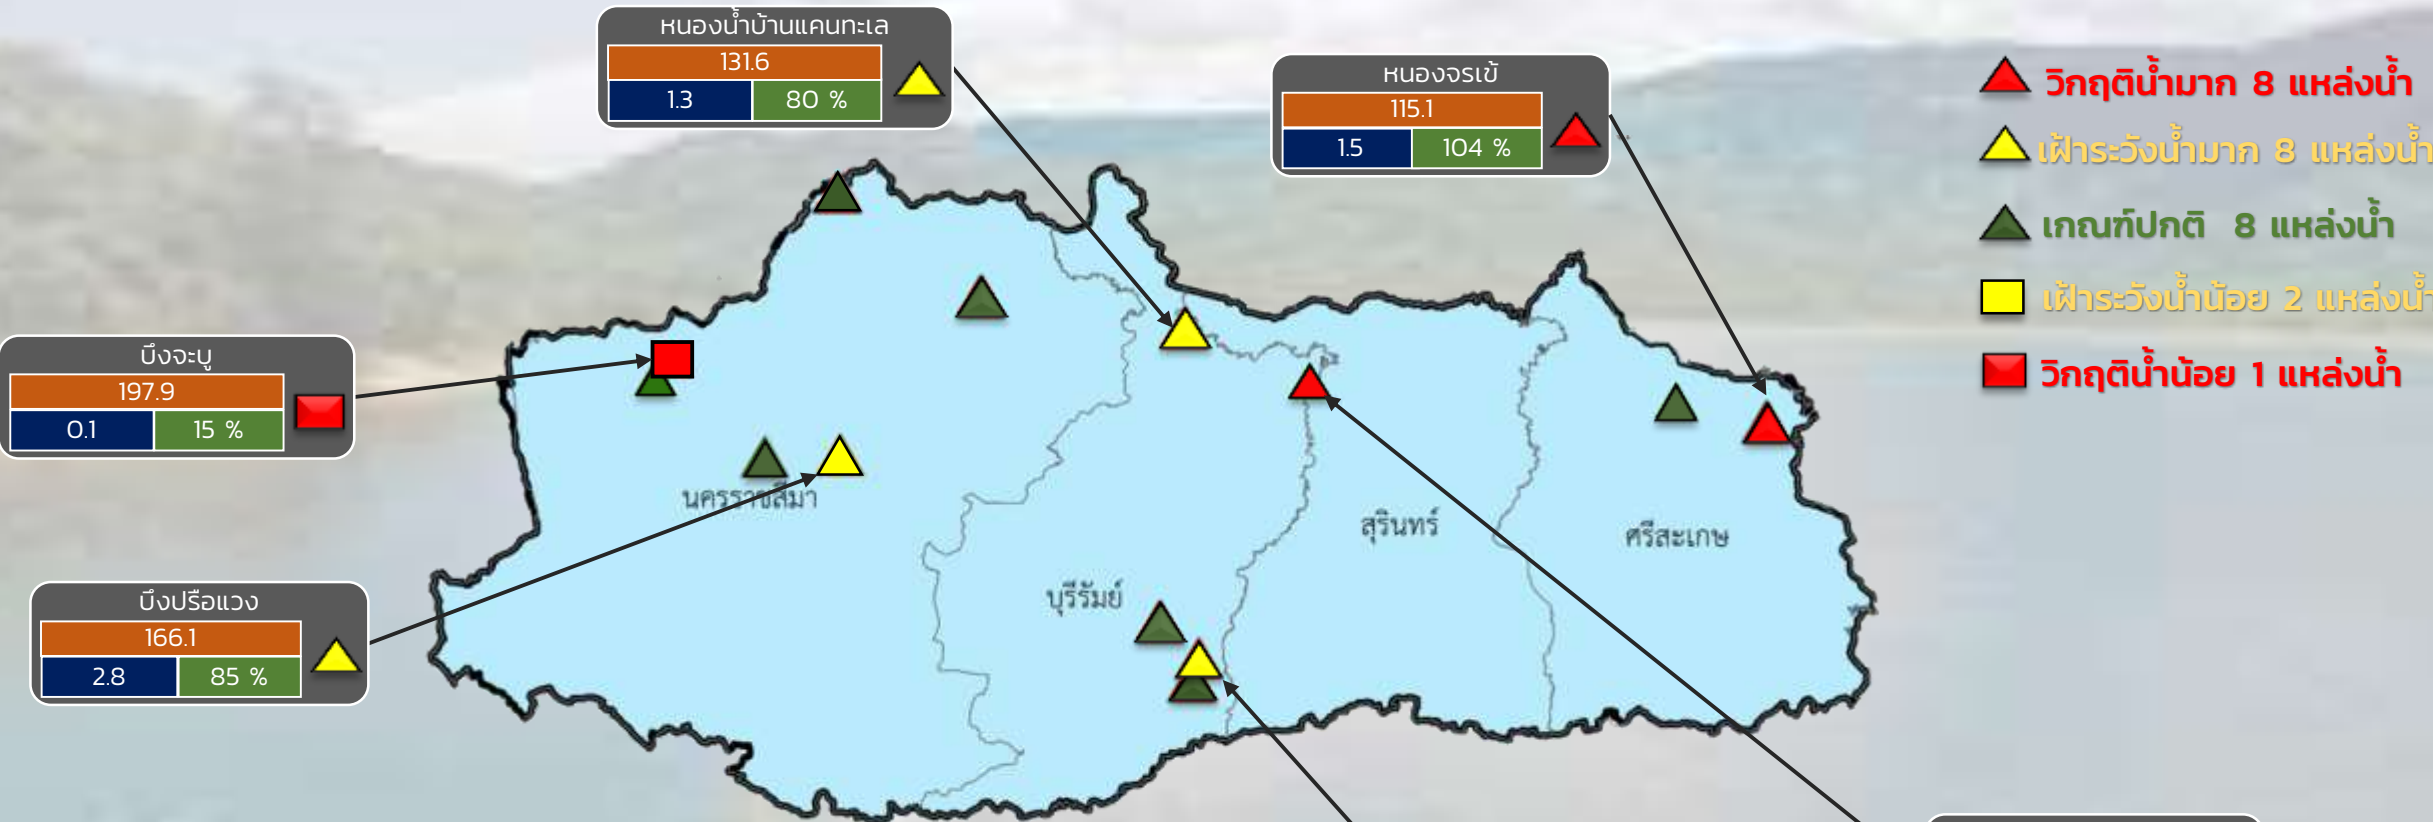 หนองน้ำบ้านแคนทะเล
131.6
1.3 80 %
หนองจรเข้
115.1
1.5 104 %
วิกฤติน้ำมาก 8 แหล่งน้ำ
เฝ้าระวังน้ำมาก 8 แหล่งน้ำ
เกณฑ์ปกติ 8 แหล่งน้ำ
เฝ้าระวังน้ำน้อย 2 แหล่งน้ำ
วิกฤติน้ำน้อย 1 แหล่งน้ำ
บึงจะบู
197.9
0.1 15 %
นครราชสีมา
สุรินทร์
ศรีสะเกษ
บุรีรัมย์
บึงปรือแวง
166.1
2.8 85 %